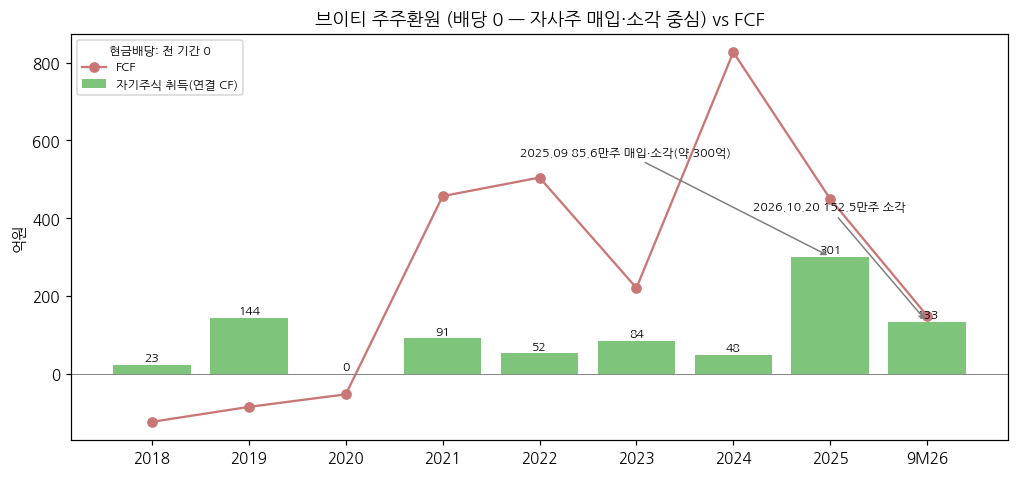 브이티 주주환원 (배당 0 — 자사주 매입·소각 중심) vs FCF
현금배당: 전 기간 0
FCF
자기주식 취득(연결 CF)
억원
800
600
400
200
0
2025.09 85.6만주 매입·소각(약 300억)
2026.10.20 152.5만주 소각
23
144
0
91
52
84
48
301
133
2018
2019
2020
2021
2022
2023
2024
2025
9M26